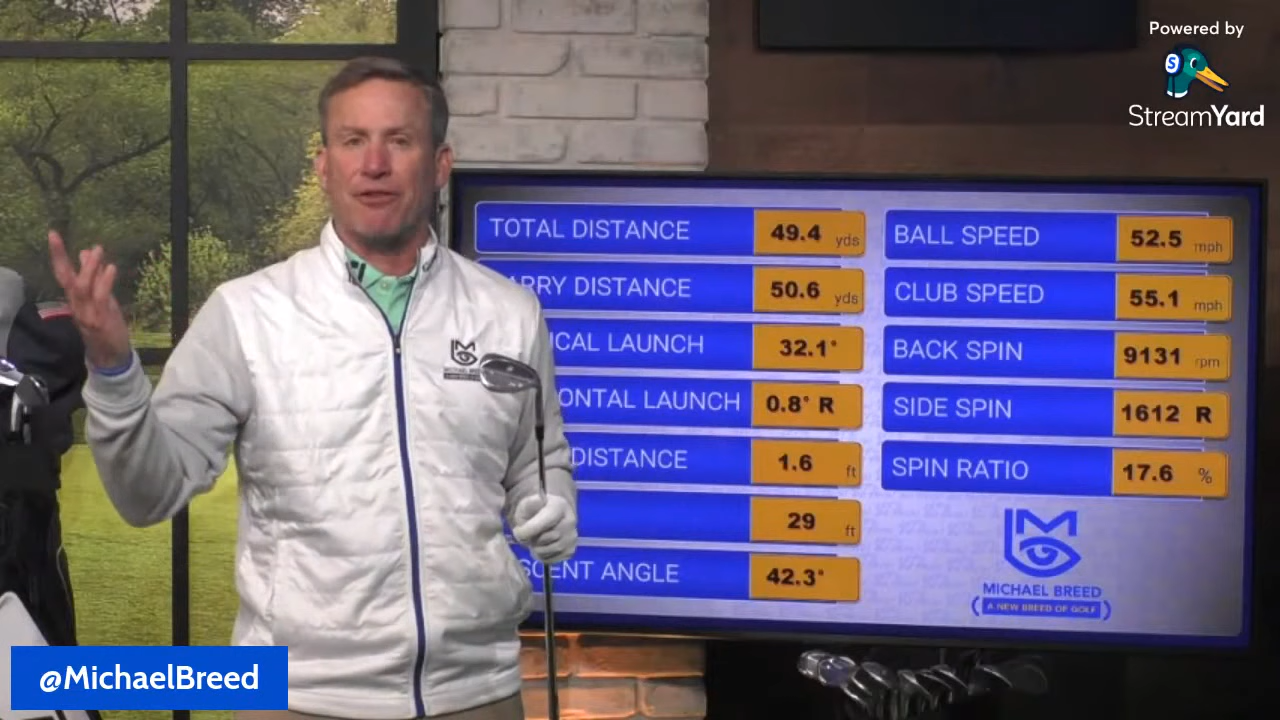 Powered by
S
StreamYard
TOTAL DISTANCE 49.4 yds
ARRY DISTANCE 50.6 yds
ICAL LAUNCH 32.1°
ONTAL LAUNCH 0.8° R
DISTANCE 1.6 ft
29 ft
SCENT ANGLE 42.3°
BALL SPEED 52.5 mph
CLUB SPEED 55.1 mph
BACK SPIN 9131 rpm
SIDE SPIN 1612 R
SPIN RATIO 17.6 %
MICHAEL BREED
A NEW BREED OF GOLF
@MichaelBreed